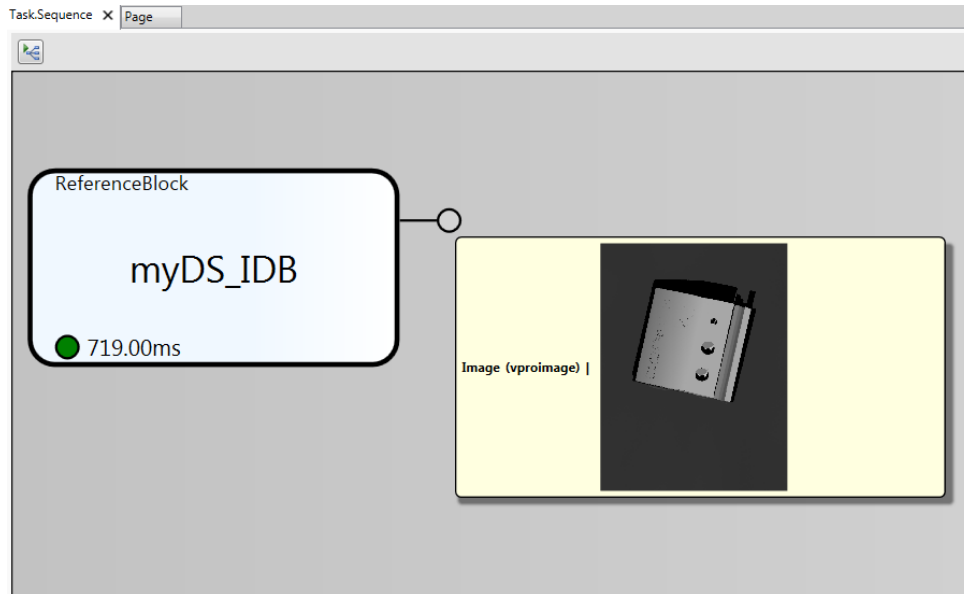 Task.Sequence
Page
ReferenceBlock
myDS_IDB
719.00ms
Image (vproimage) |